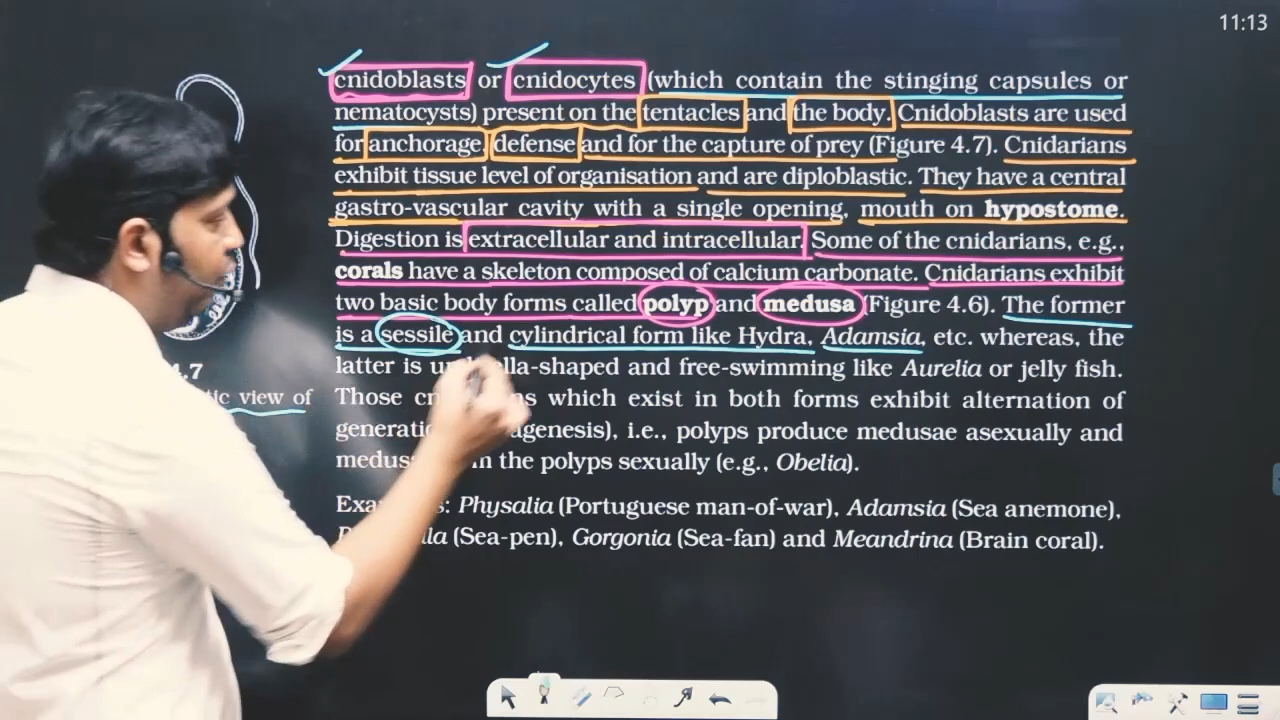 11:13
cnidoblasts or cnidocytes (which contain the stinging capsules or
nematocysts) present on the tentacles and the body. Cnidoblasts are used
for anchorage, defense and for the capture of prey (Figure 4.7). Cnidarians
exhibit tissue level of organisation and are diploblastic. They have a central
gastro-vascular cavity with a single opening, mouth on hypostome.
Digestion is extracellular and intracellular. Some of the cnidarians, e.g.,
corals have a skeleton composed of calcium carbonate. Cnidarians exhibit
two basic body forms called polyp and medusa (Figure 4.6). The former
is a sessile and cylindrical form like Hydra, Adamsia, etc. whereas, the
latter is -shaped and free-swimming like Aurelia or jelly fish.
Those which exist in both forms exhibit alternation of
i.e., polyps produce medusae asexually and
the polyps sexually (e.g., Obelia).
Physalia (Portuguese man-of-war), Adamsia (Sea anemone),
(Sea-pen), Gorgonia (Sea-fan) and Meandrina (Brain coral).
4.7
view of